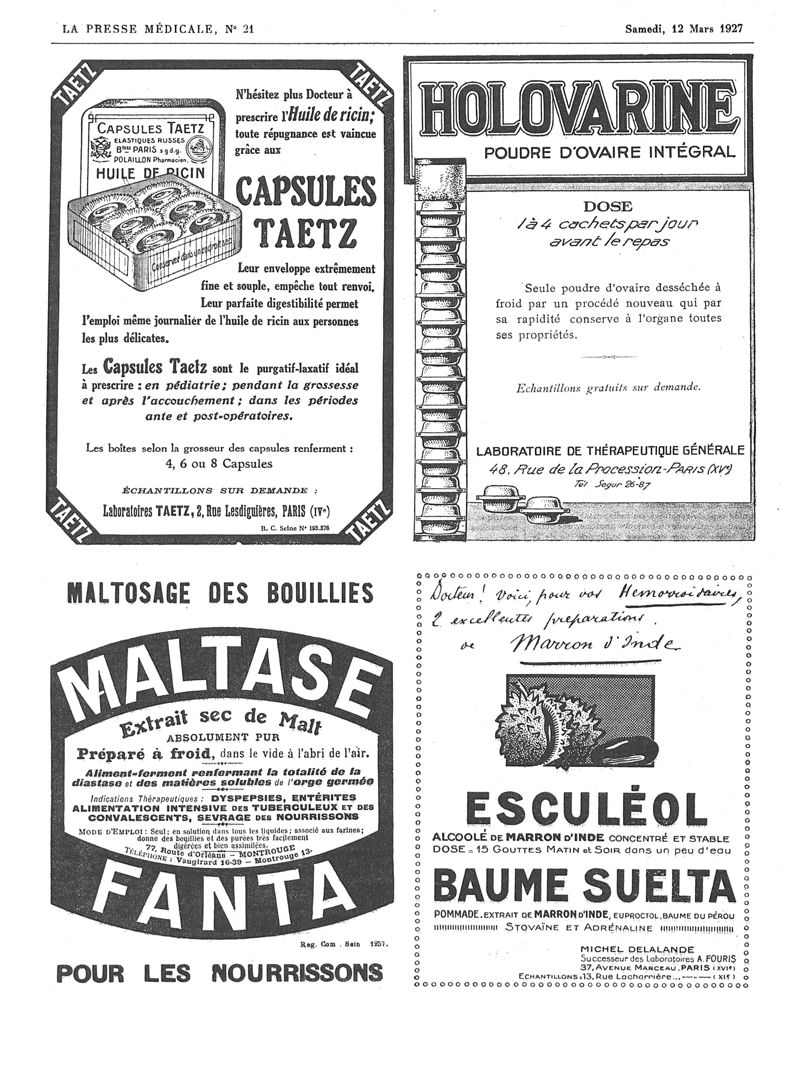 LA PRESSE MÉDICALE, N° 21
Samedi, 12 Mars 1927
TAETZ
TAETZ
CAPSULES TAETZ
ELASTIQUES RUSSES
PARIS s.g.d.g.
POLAILLON Pharmacien.
HUILE DE RICIN
N'hésitez plus Docteur à
prescrire l'Huile de ricin;
toute répugnance est vaincue
grâce aux
CAPSULES
TAETZ
Leur enveloppe extrêmement
fine et souple, empêche tout renvoi.
Leur parfaite digestibilité permet
l'emploi même journalier de l'huile de ricin aux personnes
les plus délicates.
Les Capsules Taetz sont le purgatif-laxatif idéal
à prescrire : en pédiatrie; pendant la grossesse
et après l'accouchement; dans les périodes
ante et post-opératoires.
Les boîtes selon la grosseur des capsules renferment :
4, 6 ou 8 Capsules
ÉCHANTILLONS SUR DEMANDE :
Laboratoires TAETZ, 2, Rue Lesdiguières, PARIS (IVe)
R. C. Seine N° 193.376
TAETZ
TAETZ
HOLOVARINE
POUDRE D'OVAIRE INTÉGRAL
DOSE
1 à 4 cachets par jour
avant le repas
Seule poudre d'ovaire desséchée à
froid par un procédé nouveau qui par
sa rapidité conserve à l'organe toutes
ses propriétés.
Echantillons gratuits sur demande.
LABORATOIRE DE THÉRAPEUTIQUE GÉNÉRALE
48, Rue de la Procession-PARIS (XVe)
Tél Segur 26-87
MALTOSAGE DES BOUILLIES
MALTASE
Extrait sec de Malt
ABSOLUMENT PUR
Préparé à froid, dans le vide à l'abri de l'air.
Aliment-ferment renfermant la totalité de la
diastase et des matières solubles de l'orge germée
Indications Thérapeutiques : DYSPEPSIES, ENTÉRITES
ALIMENTATION INTENSIVE DES TUBERCULEUX ET DES
CONVALESCENTS, SEVRAGE DES NOURRISSONS
MODE D'EMPLOI : Seul; en solution dans tous les liquides; associé aux farines;
donne des bouillies et des purées très facilement
digérées et bien assimilées.
77, Route d'Orléans — MONTROUGE
TÉLÉPHONE : Vaugirard 16-39 - Montrouge 13-
FANTA
Reg. Com. Sein 1257.
POUR LES NOURRISSONS
Docteur! Voici, pour vos Hemorroidaires,
2 excellentes preparations.
de Marron d'Inde
ESCULÉOL
ALCOOLÉ DE MARRON D'INDE CONCENTRÉ ET STABLE
DOSE = 15 GOUTTES MATIN et SOIR dans un peu d'eau
BAUME SUELTA
POMMADE. EXTRAIT DE MARRON D'INDE, EUPROCTOL. BAUME DU PÉROU
STOVAÏNE ET ADRÉNALINE
MICHEL DELALANDE
Successeur des Laboratoires A. FOURIS
37, AVENUE MARCEAU. PARIS (XVIe)
ECHANTILLONS. 13, Rue Lacharrière... (XIe)